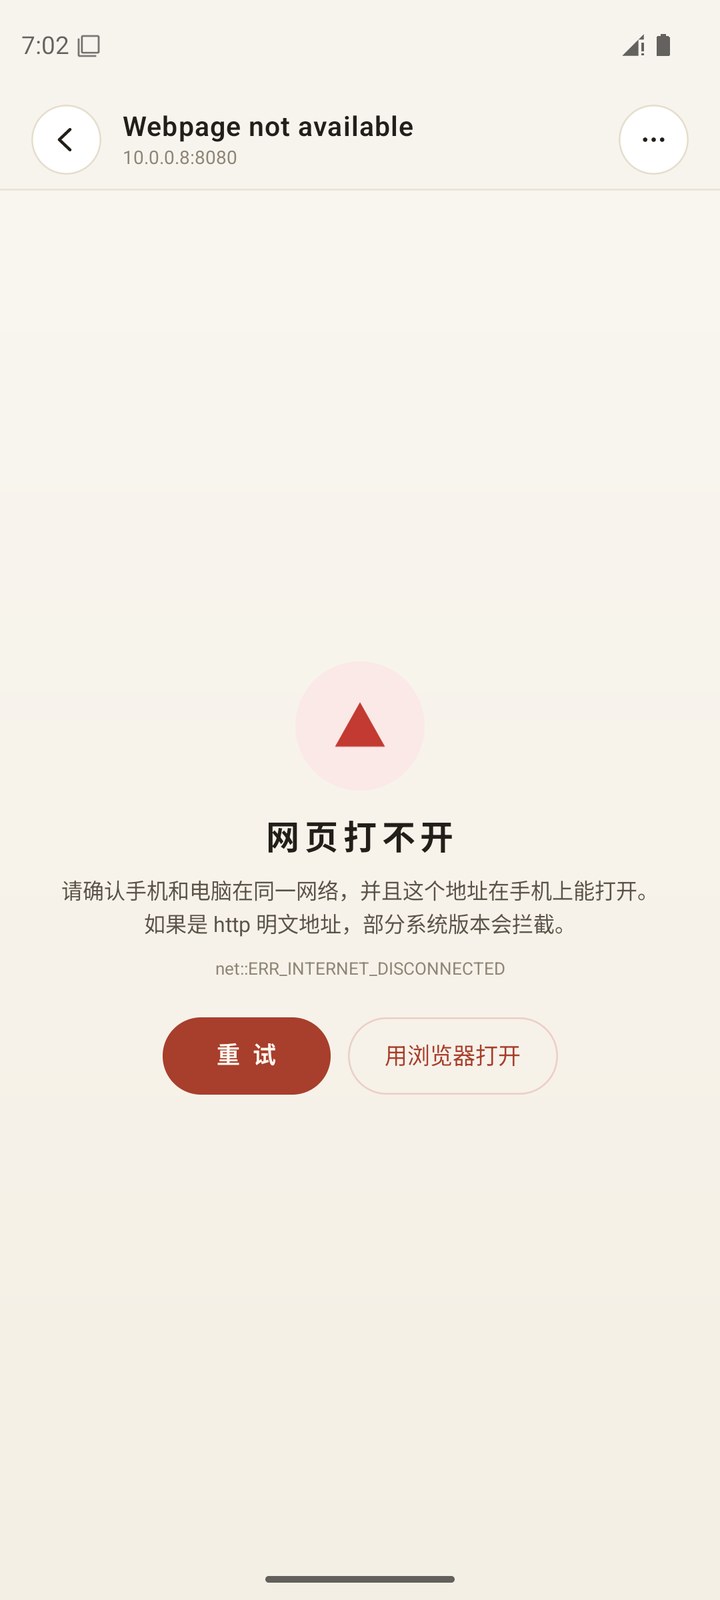 7:02
Webpage not available
10.0.0.8:8080
网页打不开
请确认手机和电脑在同一网络，并且这个地址在手机上能打开。
如果是 http 明文地址，部分系统版本会拦截。
net::ERR_INTERNET_DISCONNECTED
重 试
用浏览器打开